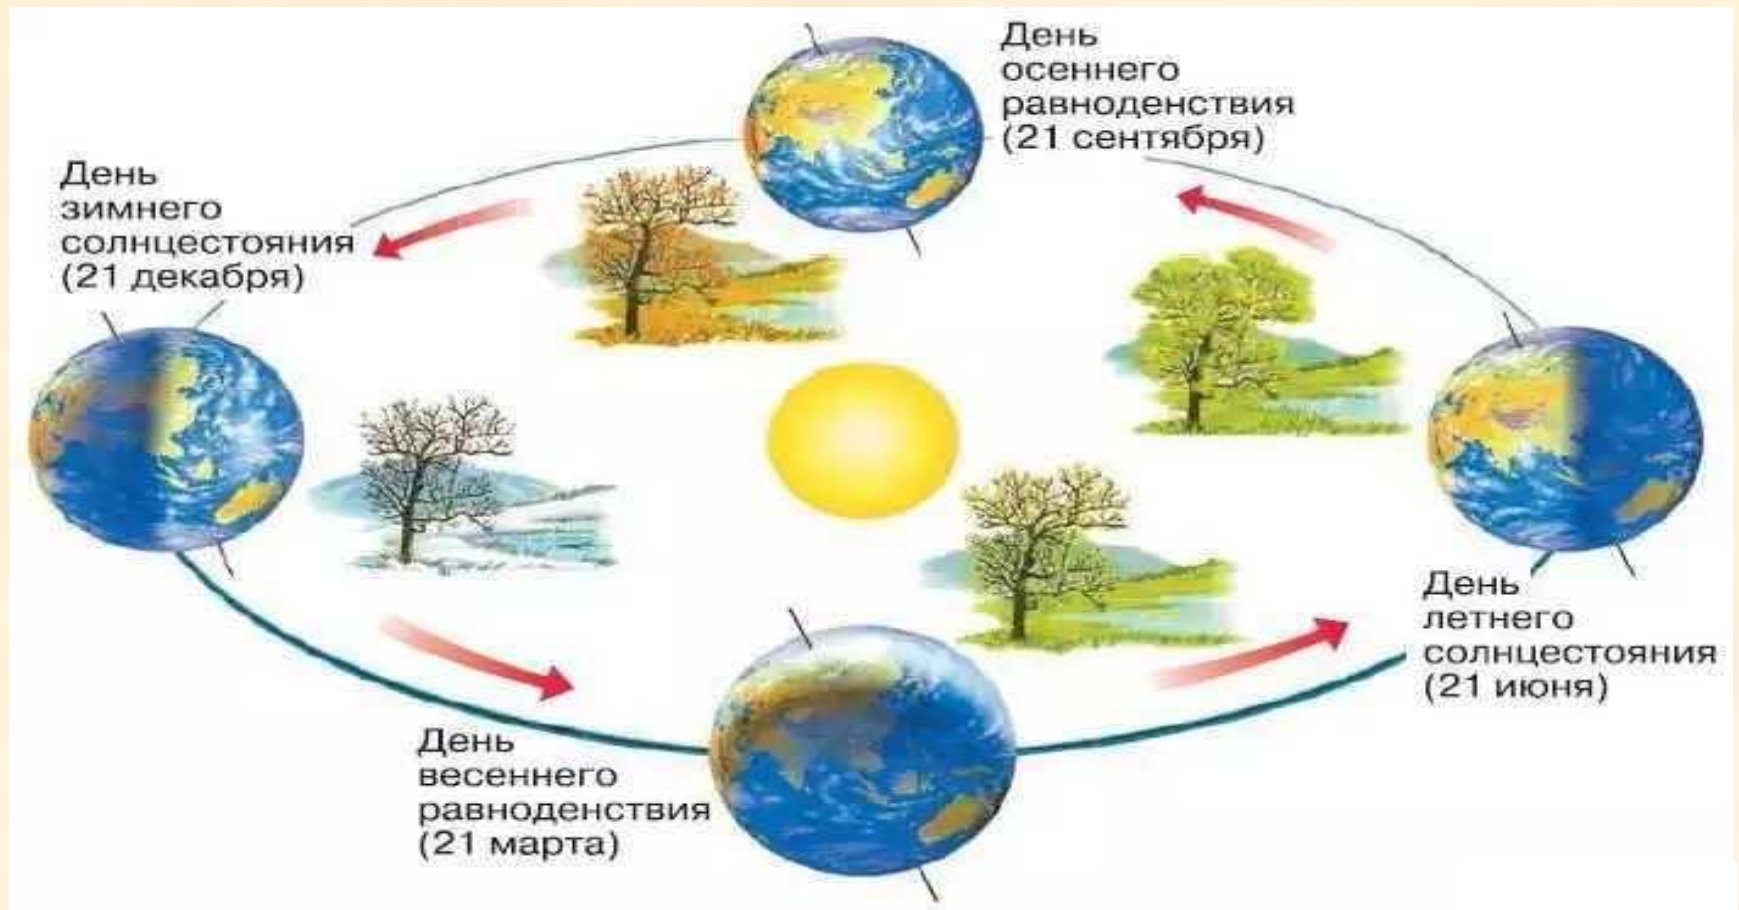 День
осеннего
равноденствия
(21 сентября)
День
зимнего
солнцестояния
(21 декабря)
День
летнего
солнцестояния
(21 июня)
День
весеннего
равноденствия
(21 марта)